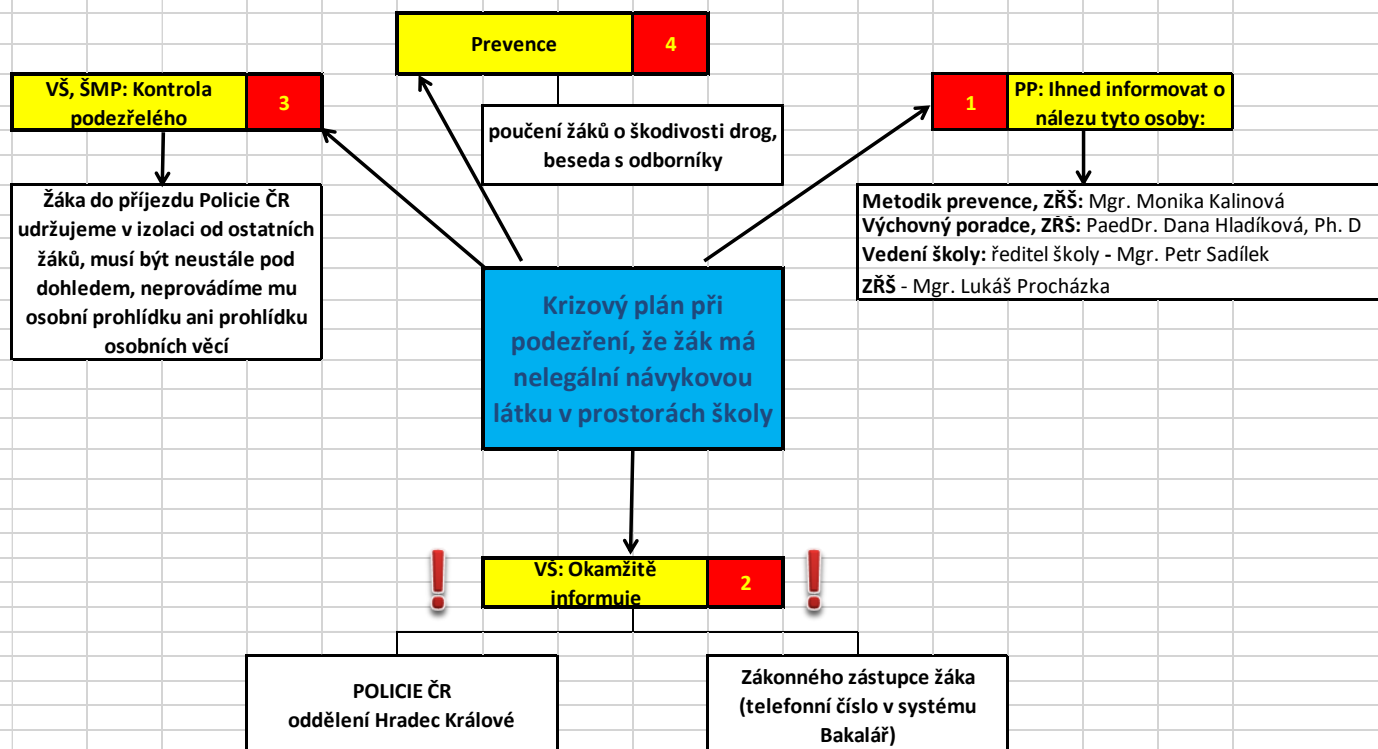 Prevence
4
VŠ, ŠMP: Kontrola
podezřelého
3
1
PP: Ihned informovat o
nálezu tyto osoby:
poučení žáků o škodivosti drog,
beseda s odborníky
Žáka do příjezdu Policie ČR
udržujeme v izolaci od ostatních
žáků, musí být neustále pod
dohledem, neprovádíme mu
osobní prohlídku ani prohlídku
osobních věcí
Metodik prevence, ZŘŠ: Mgr. Monika Kalinová
Výchovný poradce, ZŘŠ: PaedDr. Dana Hladíková, Ph. D
Vedení školy: ředitel školy - Mgr. Petr Sadílek
ZŘŠ - Mgr. Lukáš Procházka
Krizový plán při
podezření, že žák má
nelegální návykovou
látku v prostorách školy
VŠ: Okamžitě
informuje
2
POLICIE ČR
oddělení Hradec Králové
Zákonného zástupce žáka
(telefonní číslo v systému
Bakalář)